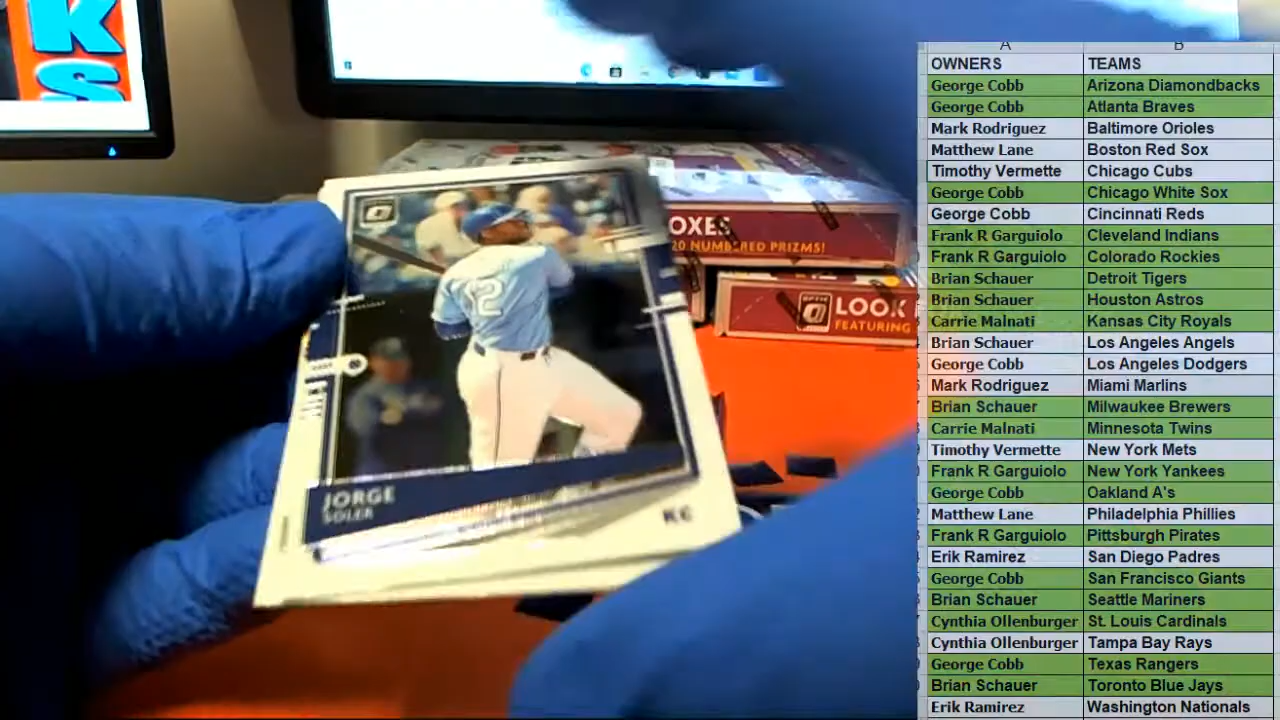 K
S
OXES
20 NUMBERED PRIZMS!
OPTIC
LOOK
FEATURING
12
JORGE
SOLER
KC
A B
OWNERS TEAMS
George Cobb Arizona Diamondbacks
George Cobb Atlanta Braves
Mark Rodriguez Baltimore Orioles
Matthew Lane Boston Red Sox
Timothy Vermette Chicago Cubs
George Cobb Chicago White Sox
George Cobb Cincinnati Reds
Frank R Garguiolo Cleveland Indians
Frank R Garguiolo Colorado Rockies
Brian Schauer Detroit Tigers
Brian Schauer Houston Astros
Carrie Malnati Kansas City Royals
Brian Schauer Los Angeles Angels
George Cobb Los Angeles Dodgers
Mark Rodriguez Miami Marlins
Brian Schauer Milwaukee Brewers
Carrie Malnati Minnesota Twins
Timothy Vermette New York Mets
Frank R Garguiolo New York Yankees
George Cobb Oakland A's
Matthew Lane Philadelphia Phillies
Frank R Garguiolo Pittsburgh Pirates
Erik Ramirez San Diego Padres
George Cobb San Francisco Giants
Brian Schauer Seattle Mariners
Cynthia Ollenburger St. Louis Cardinals
Cynthia Ollenburger Tampa Bay Rays
George Cobb Texas Rangers
Brian Schauer Toronto Blue Jays
Erik Ramirez Washington Nationals